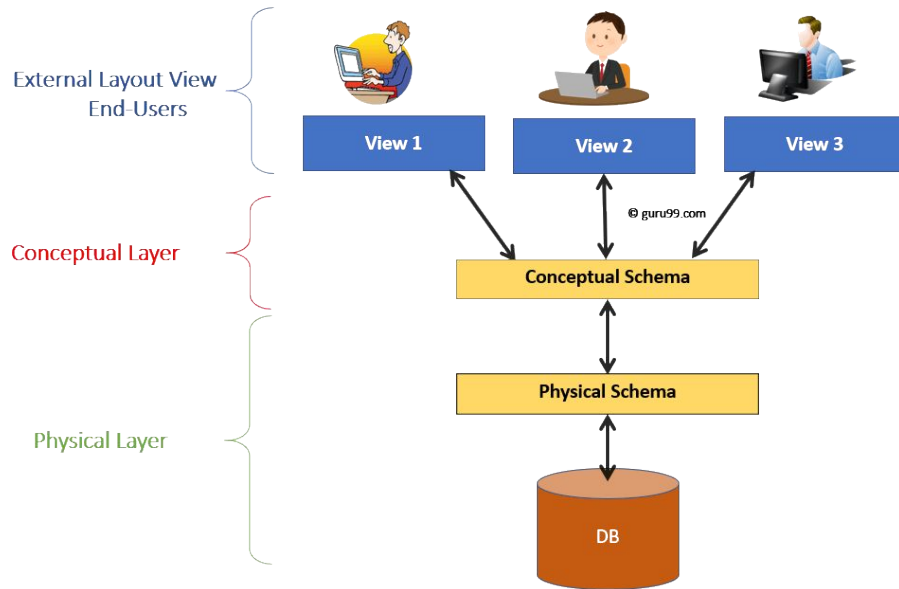 External Layout View
End-Users
View 1
View 2
View 3
© guru99.com
Conceptual Layer
Conceptual Schema
Physical Schema
Physical Layer
DB